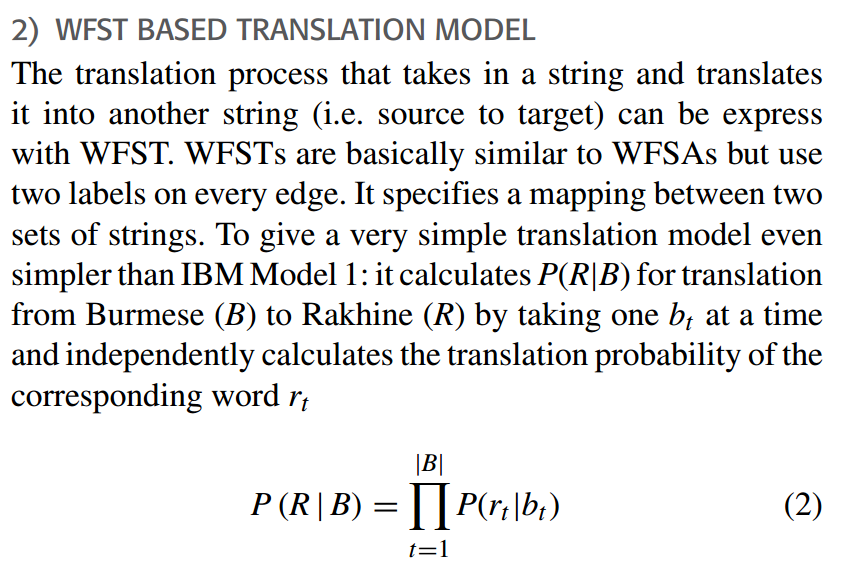 2) WFST BASED TRANSLATION MODEL
The translation process that takes in a string and translates
it into another string (i.e. source to target) can be express
with WFST. WFSTs are basically similar to WFSAs but use
two labels on every edge. It specifies a mapping between two
sets of strings. To give a very simple translation model even
simpler than IBM Model 1: it calculates P(R|B) for translation
from Burmese (B) to Rakhine (R) by taking one bₜ at a time
and independently calculates the translation probability of the
corresponding word rₜ
P (R | B) = ∏_{t=1}^{|B|} P(rₜ|bₜ) (2)